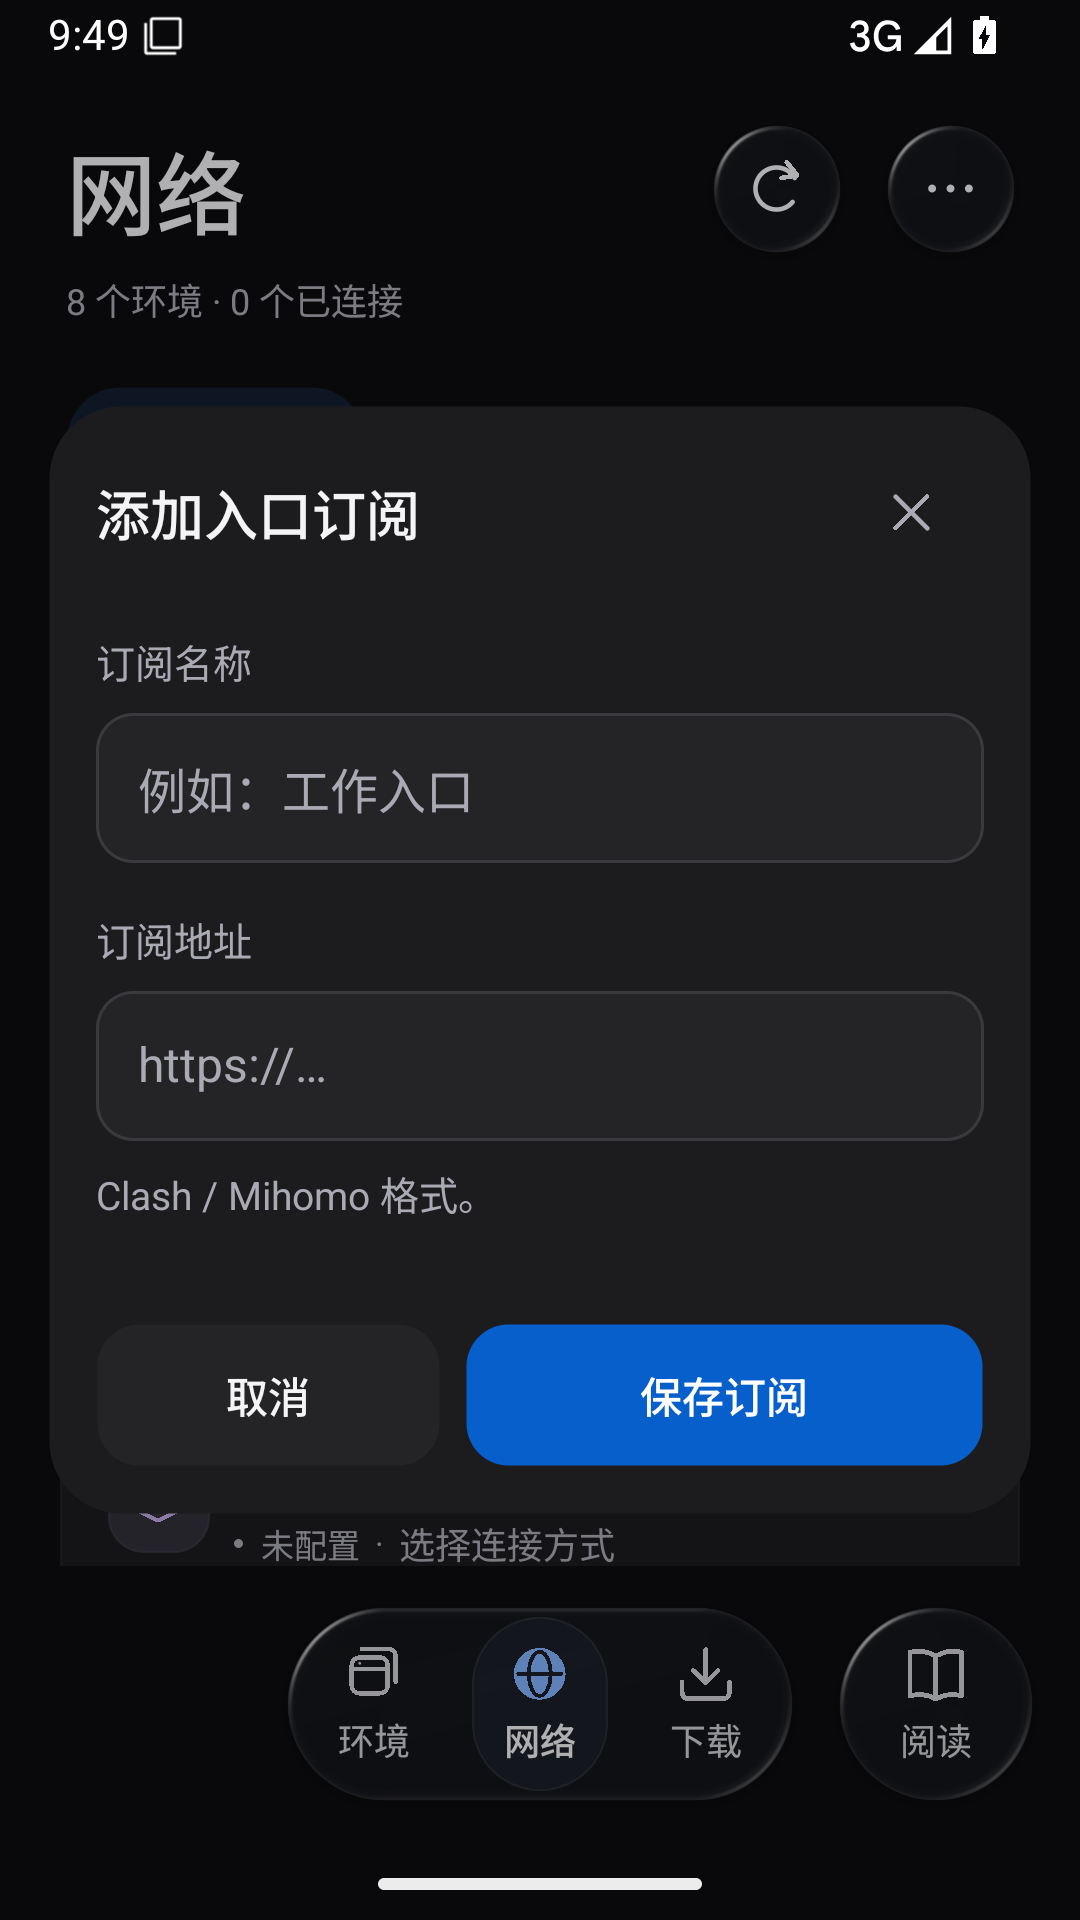 9:49
3G
网络
8 个环境 · 0 个已连接
添加入口订阅
订阅名称
例如：工作入口
订阅地址
https://…
Clash / Mihomo 格式。
取消
保存订阅
• 未配置 · 选择连接方式
环境
网络
下载
阅读